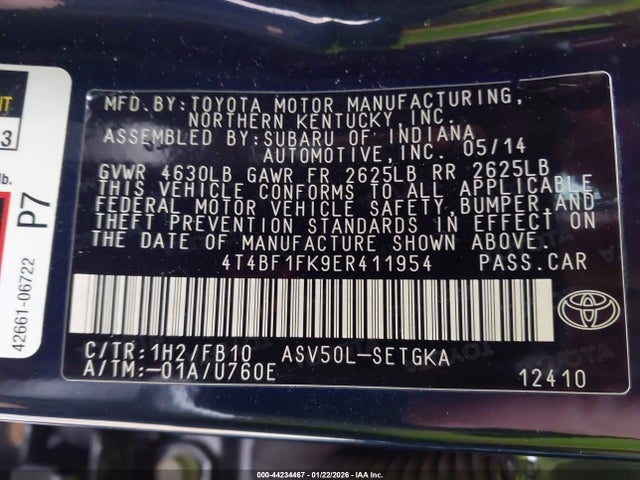 MFD.BY:TOYOTA MOTOR MANUFACTURING,
NORTHERN KENTUCKY,INC.
ASSEMBLED BY:SUBARU OF INDIANA
AUTOMOTIVE,INC. 05/14
GVWR 4630LB GAWR FR 2625LB RR 2625LB
THIS VEHICLE CONFORMS TO ALL APPLICABLE
FEDERAL MOTOR VEHICLE SAFETY,BUMPER,AND
THEFT PREVENTION STANDARDS IN EFFECT ON
THE DATE OF MANUFACTURE SHOWN ABOVE.
4T4BF1FK9ER411954 PASS.CAR
C/TR:1H2/FB10 ASV50L-SETGKA
A/TM:-01A/U760E
12410
3
lb.
P7
42661-06722
000-44234467 - 01/22/2026 - IAA Inc.